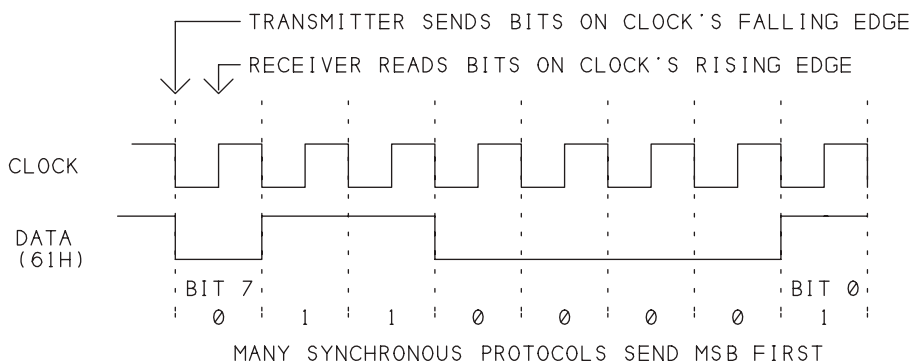 TRANSMITTER SENDS BITS ON CLOCK'S FALLING EDGE
RECEIVER READS BITS ON CLOCK'S RISING EDGE
CLOCK
DATA
(61H)
BIT 7 BIT 0
0 1 1 0 0 0 0 1
MANY SYNCHRONOUS PROTOCOLS SEND MSB FIRST